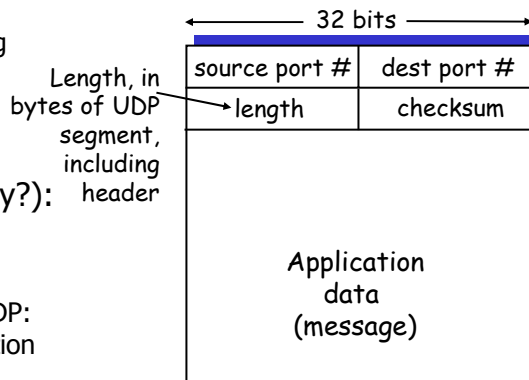 32 bits
g
source port # dest port #
Length, in
bytes of UDP
length checksum
segment,
including
header
y?):
Application
data
(message)
DP:
tion